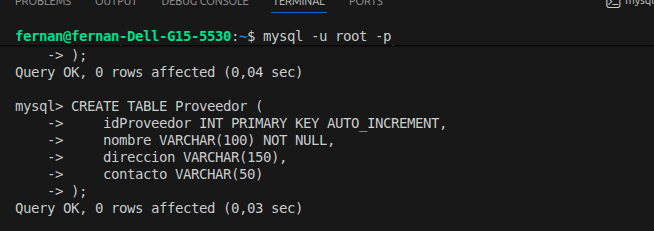 PROBLEMS OUTPUT DEBUG CONSOLE TERMINAL PORTS mysql
fernan@fernan-Dell-G15-5530:~$ mysql -u root -p
    -> );
Query OK, 0 rows affected (0,04 sec)

mysql> CREATE TABLE Proveedor (
    ->     idProveedor INT PRIMARY KEY AUTO_INCREMENT,
    ->     nombre VARCHAR(100) NOT NULL,
    ->     direccion VARCHAR(150),
    ->     contacto VARCHAR(50)
    -> );
Query OK, 0 rows affected (0,03 sec)